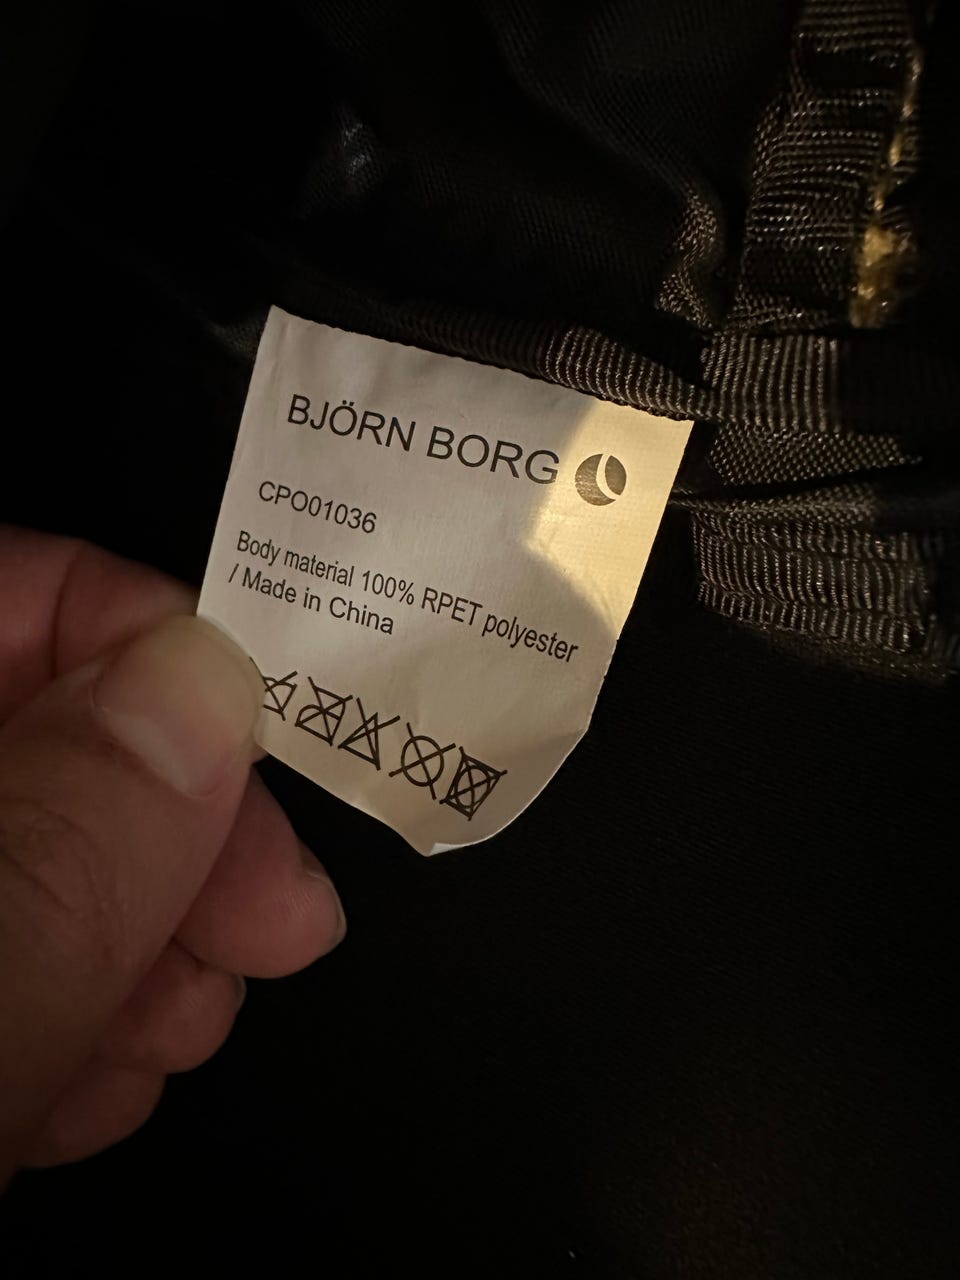 BJÖRN BORG
CPO01036
Body material 100% RPET polyester
/ Made in China